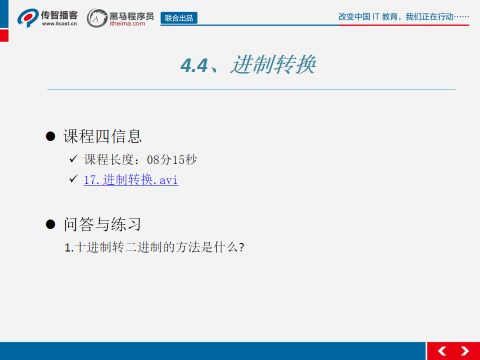 传智播客
www.itcast.cn
黑马程序员
itheima.com
联合出品
改变中国 IT 教育，我们正在行动……
4.4、进制转换
课程四信息
课程长度：08分15秒
17.进制转换.avi
问答与练习
1.十进制转二进制的方法是什么?